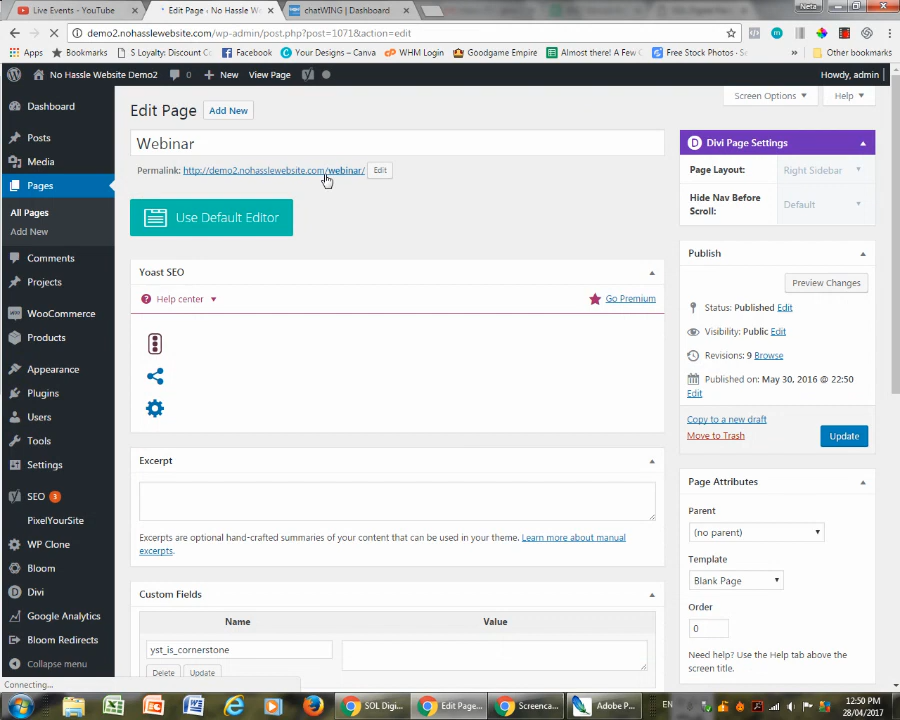 Live Events - YouTube
Edit Page ‹ No Hassle W
chatWING | Dashboard
Neta
demo2.nohasslewebsite.com/wp-admin/post.php?post=1071&action=edit
Apps
Bookmarks
S Loyalty: Discount Co
Facebook
Your Designs – Canva
WHM Login
Goodgame Empire
Almost there! A Few C
Free Stock Photos · Sn
»
Other bookmarks
No Hassle Website Demo2
0
New
View Page
Howdy, admin
Dashboard
Posts
Media
Pages
All Pages
Add New
Comments
Projects
WooCommerce
Products
Appearance
Plugins
Users
Tools
Settings
SEO 3
PixelYourSite
WP Clone
Bloom
Divi
Google Analytics
Bloom Redirects
Collapse menu
Connecting...
Screen Options
Help
Edit Page
Add New
Webinar
Permalink: http://demo2.nohasslewebsite.com/webinar/ Edit
Use Default Editor
Yoast SEO
Help center
Go Premium
Excerpt
Excerpts are optional hand-crafted summaries of your content that can be used in your theme. Learn more about manual
excerpts.
Custom Fields
Name
Value
yst_is_cornerstone
Delete
Update
Divi Page Settings
Page Layout:
Right Sidebar
Hide Nav Before
Scroll:
Default
Publish
Preview Changes
Status: Published Edit
Visibility: Public Edit
Revisions: 9 Browse
Published on: May 30, 2016 @ 22:50
Edit
Copy to a new draft
Move to Trash
Update
Page Attributes
Parent
(no parent)
Template
Blank Page
Order
0
Need help? Use the Help tab above the
screen title.
SOL Digi...
Edit Page...
Screenca...
Adobe P...
EN
12:50 PM
28/04/2017